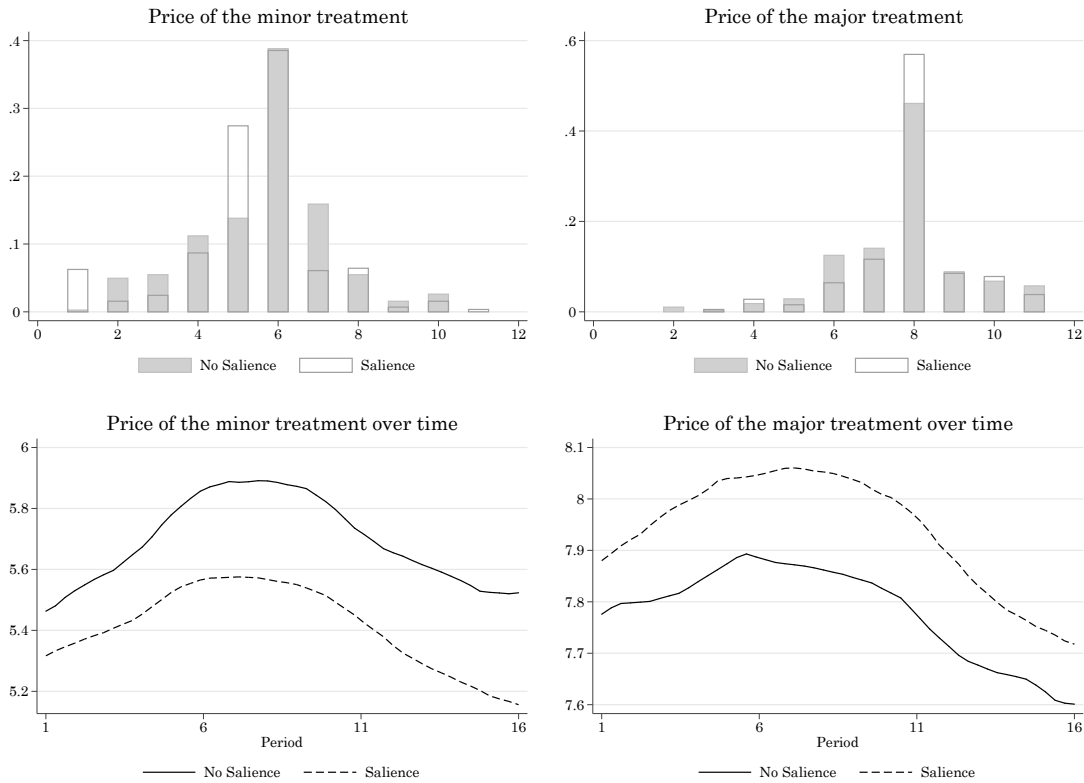 Price of the minor treatment
.4
.3
.2
.1
0
0 2 4 6 8 10 12
No Salience Salience
Price of the major treatment
.6
.4
.2
0
0 2 4 6 8 10 12
No Salience Salience
Price of the minor treatment over time
6
5.8
5.6
5.4
5.2
1 6 11 16
Period
No Salience Salience
Price of the major treatment over time
8.1
8
7.9
7.8
7.7
7.6
1 6 11 16
Period
No Salience Salience